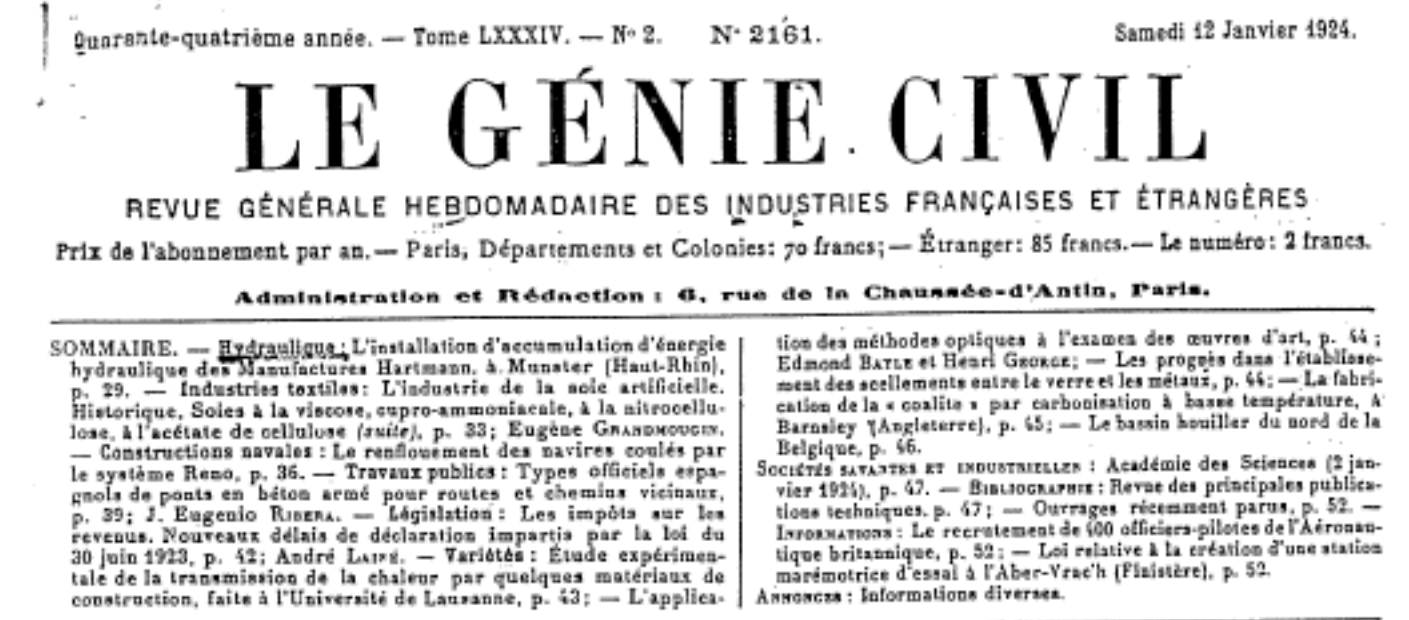 Quarante-quatrième année. — Tome LXXXIV. — No 2. No 2161. Samedi 12 Janvier 1924.
LE GÉNIE CIVIL
REVUE GÉNÉRALE HEBDOMADAIRE DES INDUSTRIES FRANÇAISES ET ÉTRANGÈRES
Prix de l'abonnement par an. — Paris, Départements et Colonies: 70 francs; — Étranger: 85 francs. — Le numéro: 2 francs.
Administration et Rédaction : 6, rue de la Chaussée-d'Antin, Paris.
SOMMAIRE. — Hydraulique : L'installation d'accumulation d'énergie
hydraulique des Manufactures Hartmann, à Munster (Haut-Rhin),
p. 29. — Industries textiles: L'industrie de la soie artificielle.
Historique, Soies à la viscose, cupro-ammoniacale, à la nitrocellu-
lose, à l'acétate de cellulose (suite), p. 33; Eugène GRANDMOUGIN.
— Constructions navales : Le renflouement des navires coulés par
le système Reno, p. 36. — Travaux publics : Types officiels espa-
gnols de ponts en béton armé pour routes et chemins vicinaux,
p. 39; J. Eugenio RIBERA. — Législation : Les impôts sur les
revenus. Nouveaux délais de déclaration impartis par la loi du
30 juin 1923, p. 42; André LAINÉ. — Variétés : Étude expérimen-
tale de la transmission de la chaleur par quelques matériaux de
construction, faite à l'Université de Lausanne, p. 43; — L'applica-
tion des méthodes optiques à l'examen des œuvres d'art, p. 44 ;
Edmond BAYLE et Henri GEORGE; — Les progrès dans l'établisse-
ment des scellements entre le verre et les métaux, p. 44; — La fabri-
cation de la « coalite » par carbonisation à basse température, à
Barnsley (Angleterre), p. 45; — Le bassin houiller du nord de la
Belgique, p. 46.
SOCIÉTÉS SAVANTES ET INDUSTRIELLES : Académie des Sciences (2 jan-
vier 1924), p. 47. — BIBLIOGRAPHIE : Revue des principales publica-
tions techniques, p. 47; — Ouvrages récemment parus, p. 52. —
INFORMATIONS : Le recrutement de 400 officiers-pilotes de l'Aéronau-
tique britannique, p. 52; — Loi relative à la création d'une station
marémotrice d'essai à l'Aber-Vrac'h (Finistère), p. 52.
ANNONCES : Informations diverses.